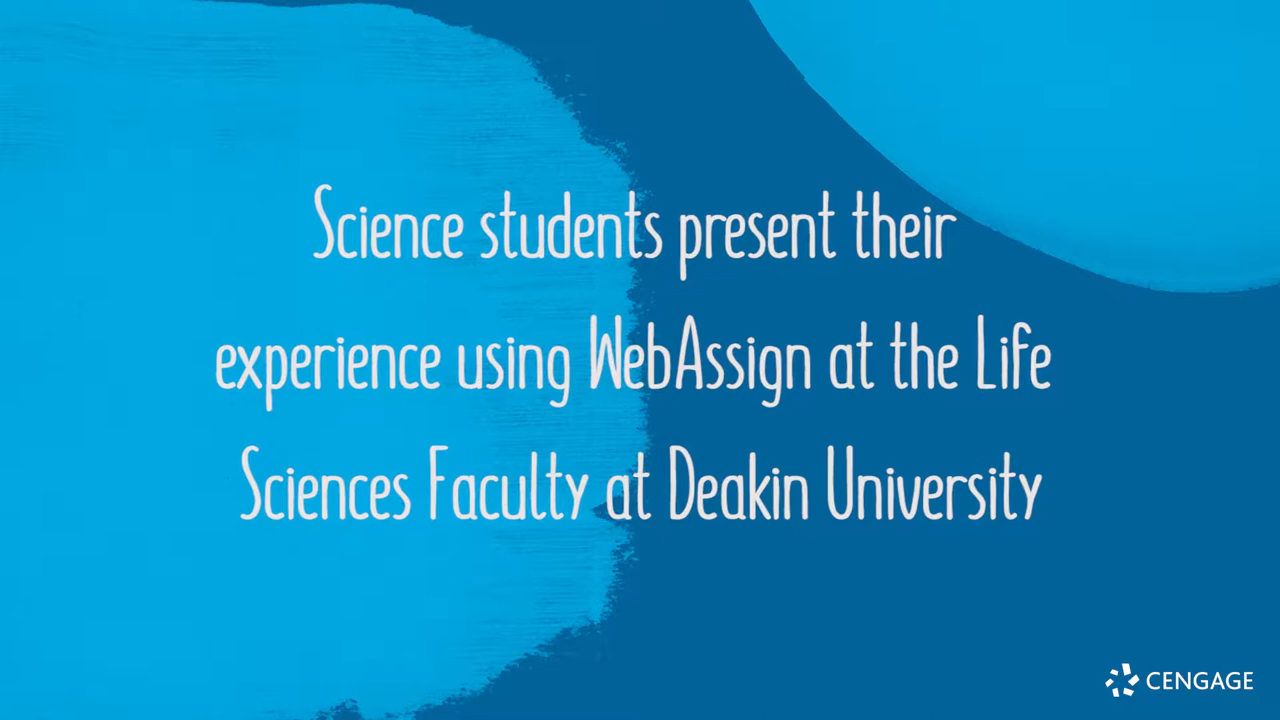 Science students present their
experience using WebAssign at the Life
Sciences Faculty at Deakin University
CENGAGE